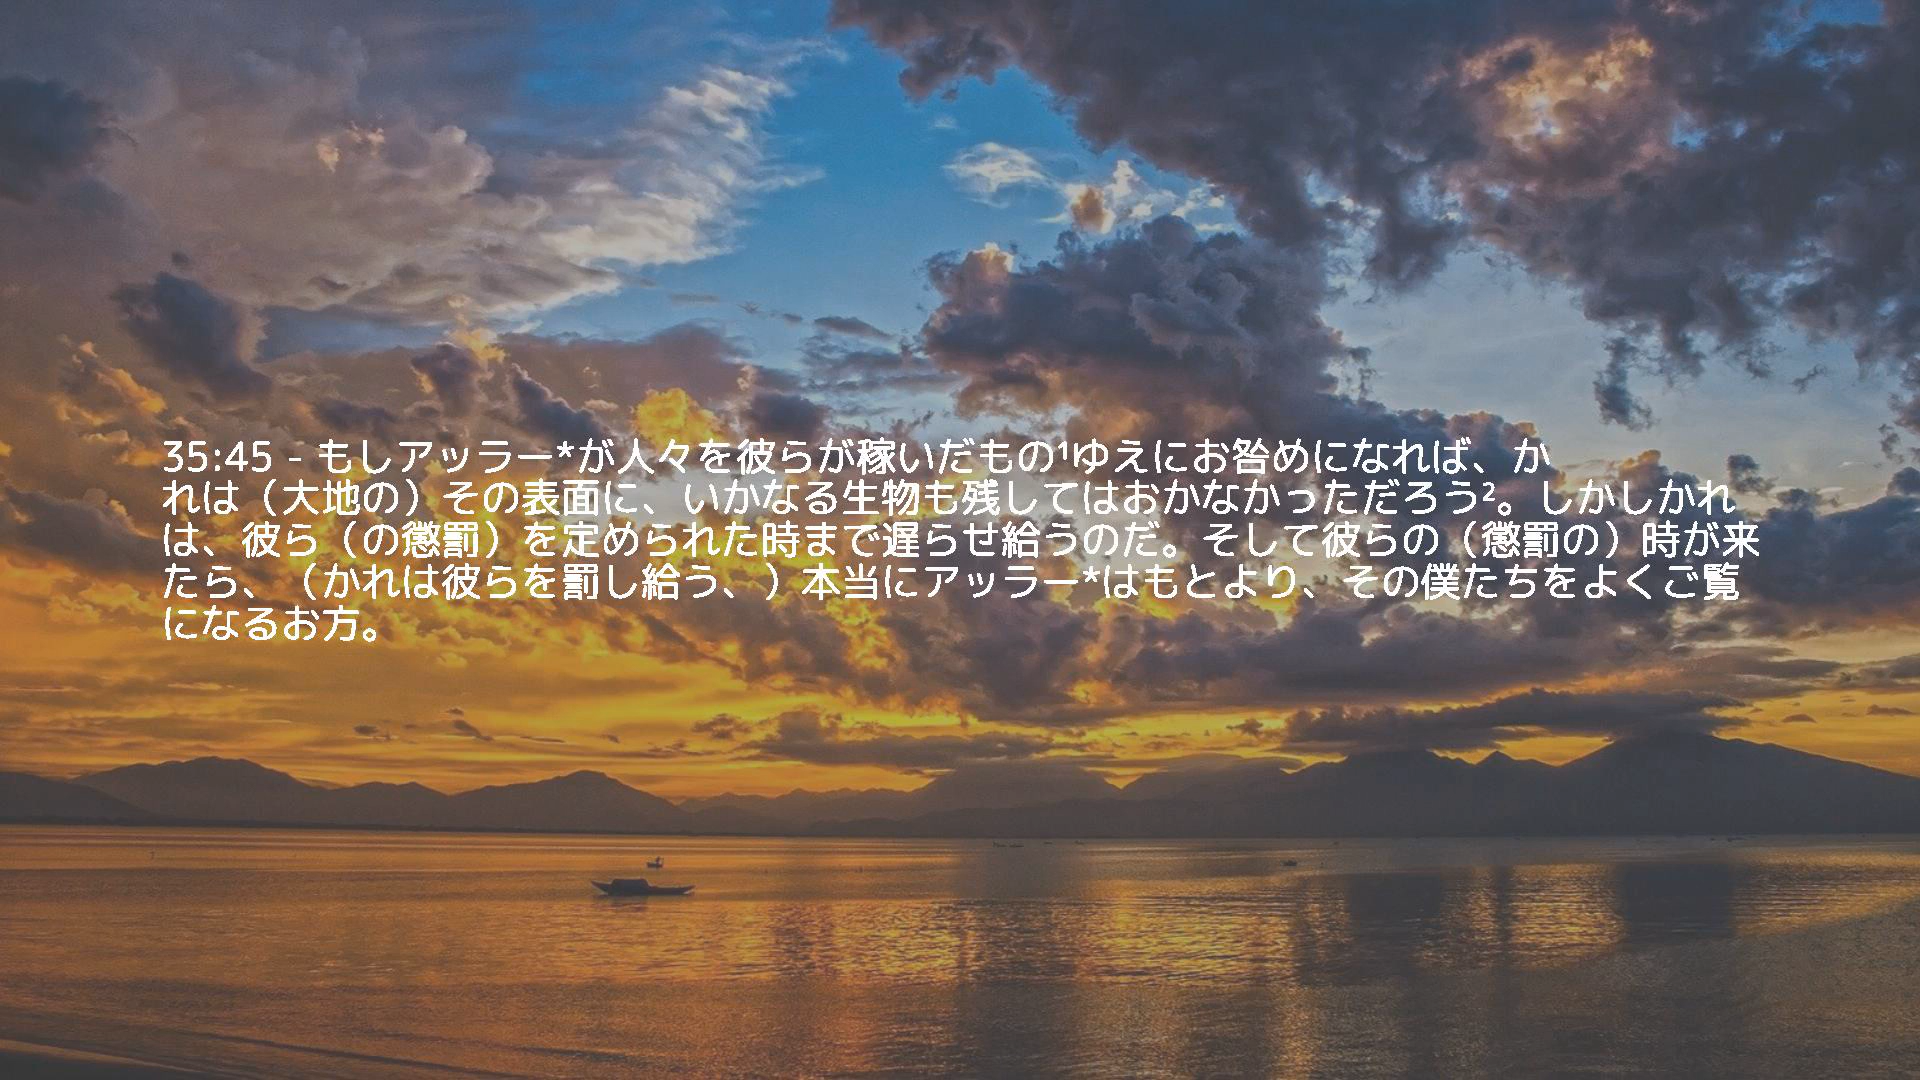 35:45 - もしアッラー*が人々を彼らが稼いだもの¹ゆえにお咎めになれば、か
れは（大地の）その表面に、いかなる生物も残してはおかなかっただろう²。しかしかれ
は、彼ら（の懲罰）を定められた時まで遅らせ給うのだ。そして彼らの（懲罰の）時が来
たら、（かれは彼らを罰し給う、）本当にアッラー*はもとより、その僕たちをよくご覧
になるお方。